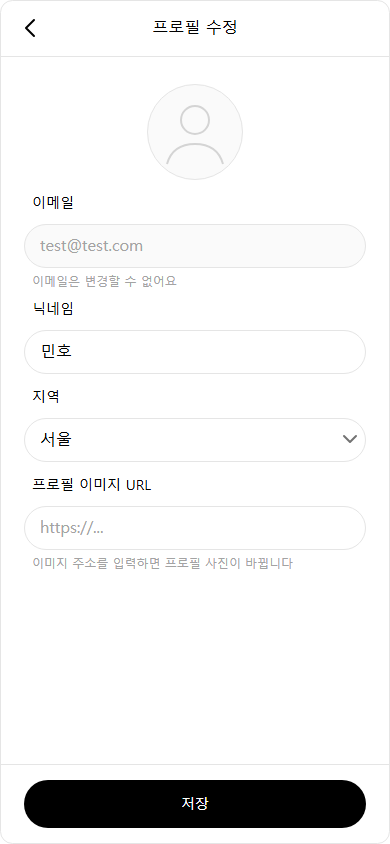 프로필 수정
이메일
test@test.com
이메일은 변경할 수 없어요
닉네임
민호
지역
서울
프로필 이미지 URL
https://...
이미지 주소를 입력하면 프로필 사진이 바뀝니다
저장